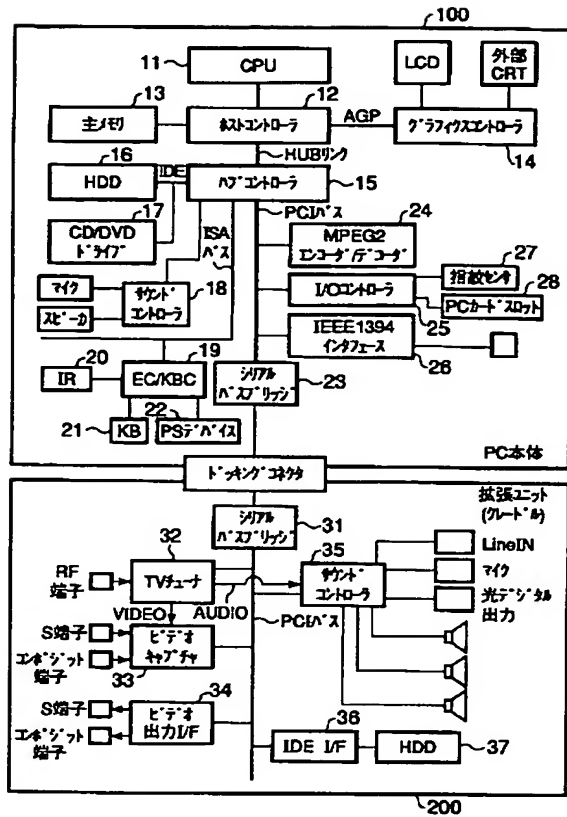 100
11
CPU
LCD
外部
CRT
13
12
主メモリ
ホストコントローラ
AGP
グラフィクスコントローラ
14
HUBリンク
16
IDE
HDD
ハブコントローラ
15
17
PCIバス
24
CD/DVD
ドライブ
ISA
バス
MPEG2
エンコーダ/デコーダ
27
指紋センサ
28
マイク
サウンド
コントローラ
18
I/Oコントローラ
25
PCカードスロット
スピーカ
IEEE1394
インタフェース
26
20
19
IR
EC/KBC
シリアル
バスブリッジ
23
21
KB
22
PSデバイス
PC本体
ドッキングコネクタ
拡張ユニット
(クレードル)
シリアル
バスブリッジ
31
32
35
LineIN
RF
端子
TVチューナ
サウンド
コントローラ
マイク
光デジタル
出力
AUDIO
VIDEO
PCIバス
S端子
ビデオ
キャプチャ
コンポジット
端子
33
34
S端子
ビデオ
出力I/F
コンポジット
端子
36
IDE I/F
HDD
37
200